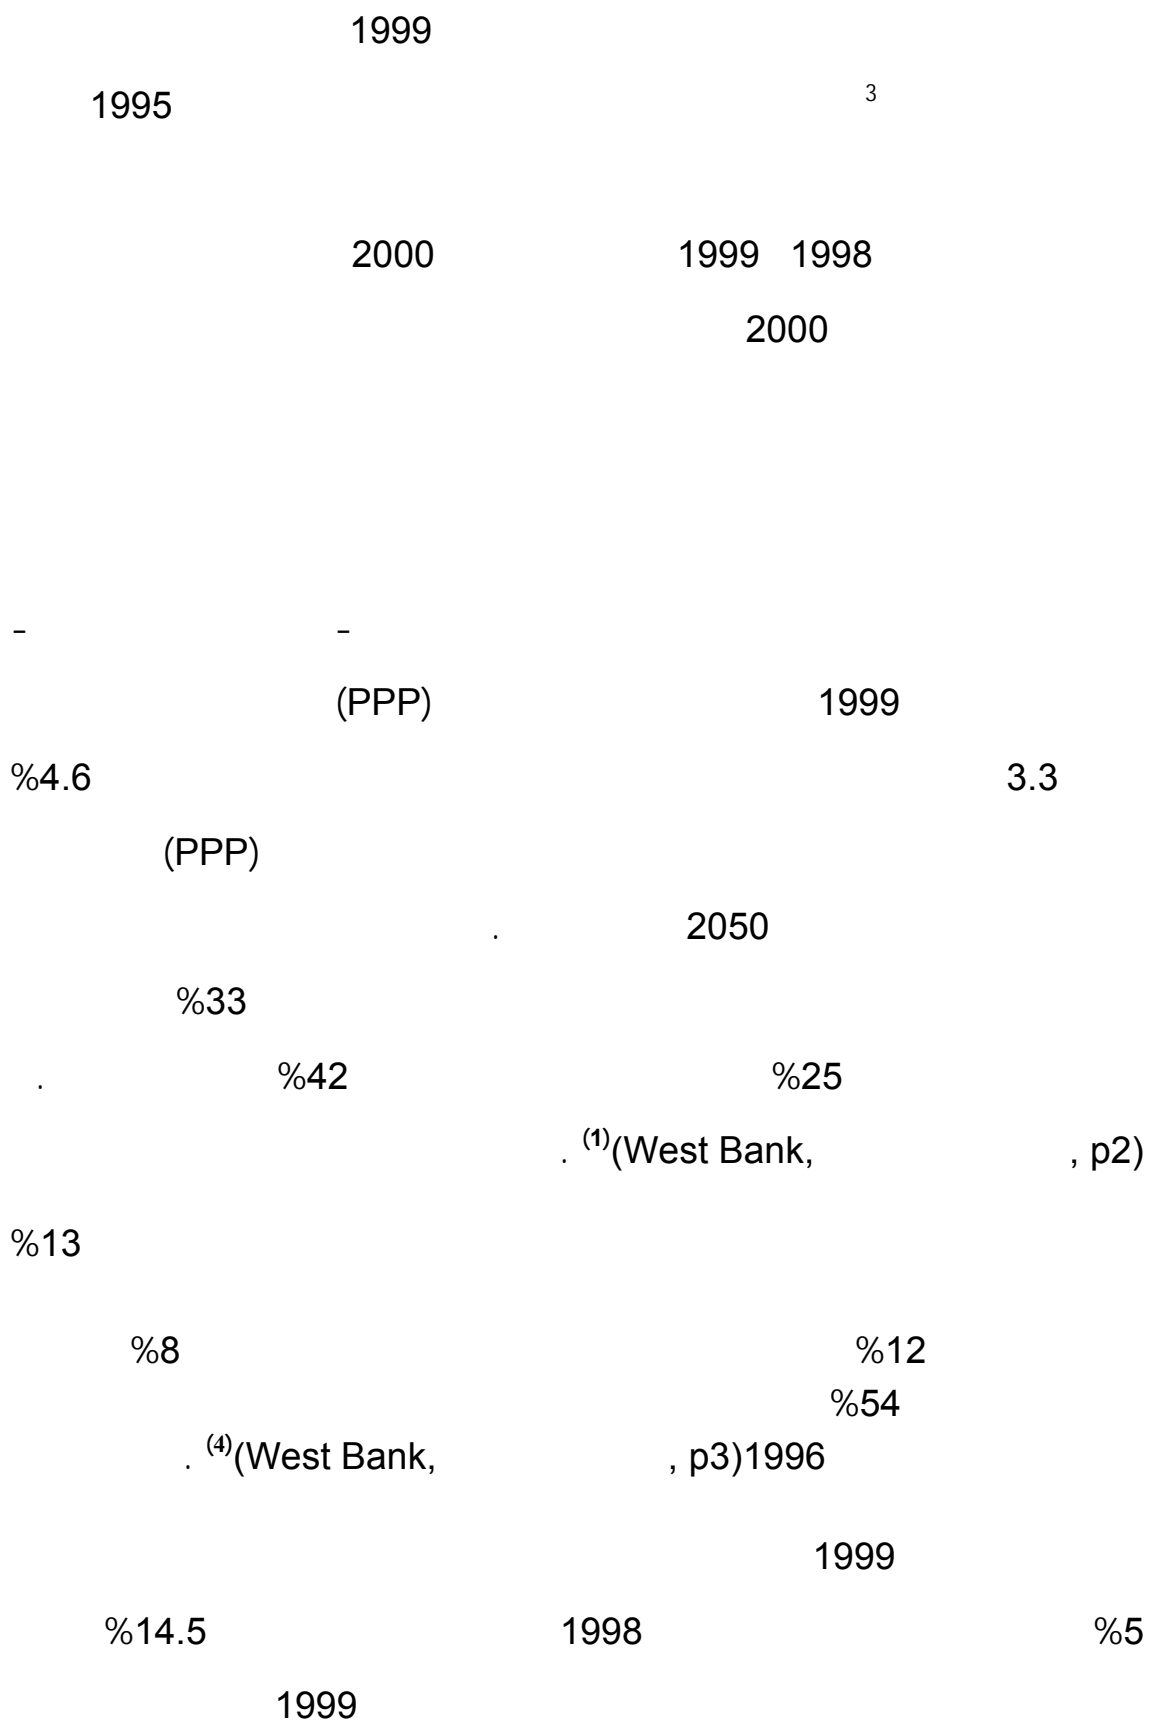 1999
3 1995
1998 1999 2000
2000
- -
1999 (PPP)
3.3 %4.6
(PPP)
2050 .
%33
%25 %42 .
(West Bank, , p2)(1) .
%13
%12 %8
%54
1996(West Bank, , p3)(4) .
1999
%5 1998 %14.5
1999